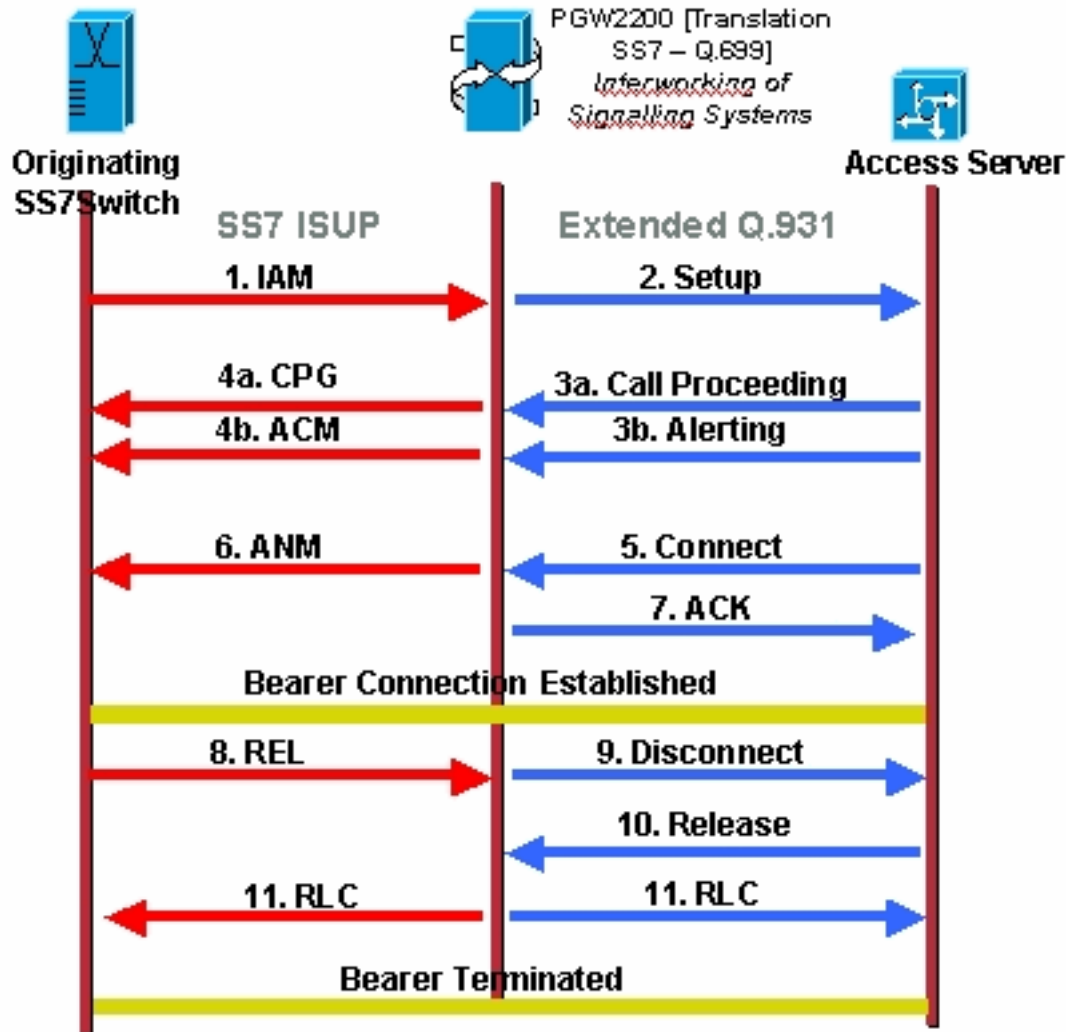 PGW2200 [Translation
SS7 – Q.699]
Interworking of
Signalling Systems
Originating
SS7Switch
Access Server
SS7 ISUP
Extended Q.931
1. IAM
2. Setup
4a. CPG
3a. Call Proceeding
4b. ACM
3b. Alerting
6. ANM
5. Connect
7. ACK
Bearer Connection Established
8. REL
9. Disconnect
10. Release
11. RLC
11. RLC
Bearer Terminated